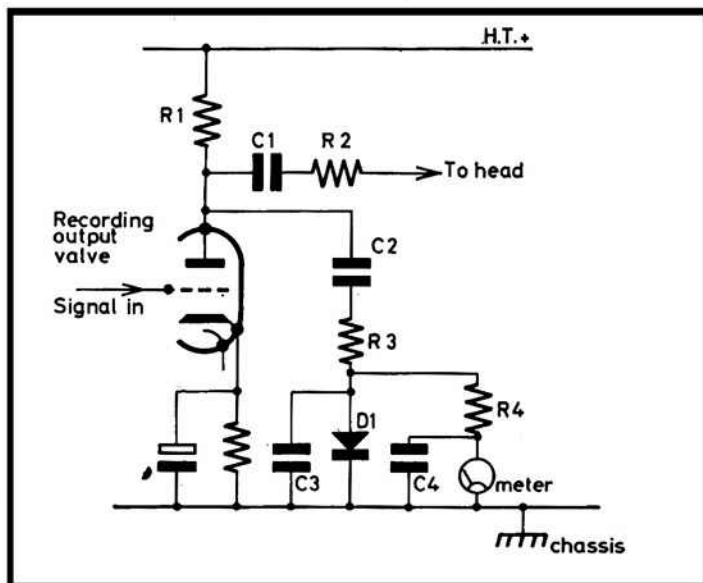 H.T.+
R1
C1
R2
To head
Recording
output
valve
Signal in
C2
R3
R4
D1
C3
C4
meter
chassis